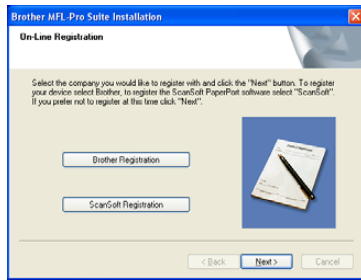 Brother MFL-Pro Suite Installation
On-Line Registration
Select the company you would like to register with and click the "Next" button. To register
your device select Brother, to register the ScanSoft PaperPort software select "ScanSoft".
If you prefer not to register at this time click "Next".
Brother Registration
ScanSoft Registration
< Back
Next >
Cancel